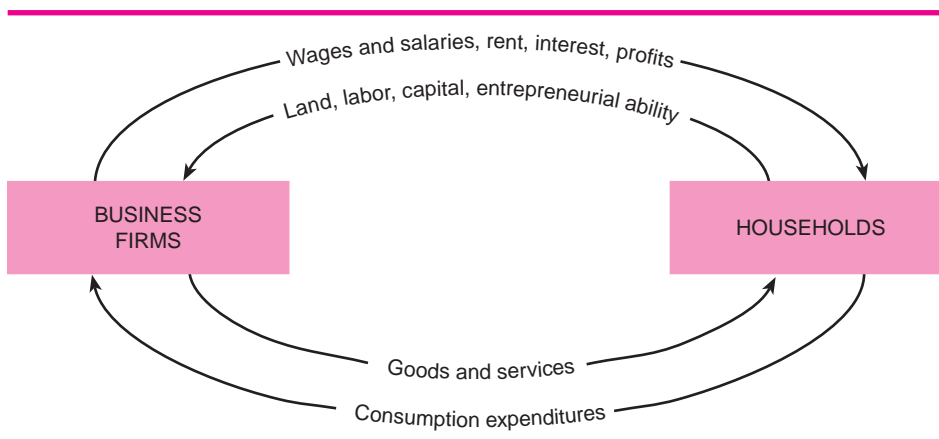 Wages and salaries, rent, interest, profits
Land, labor, capital, entrepreneurial ability
BUSINESS
FIRMS
HOUSEHOLDS
Goods and services
Consumption expenditures